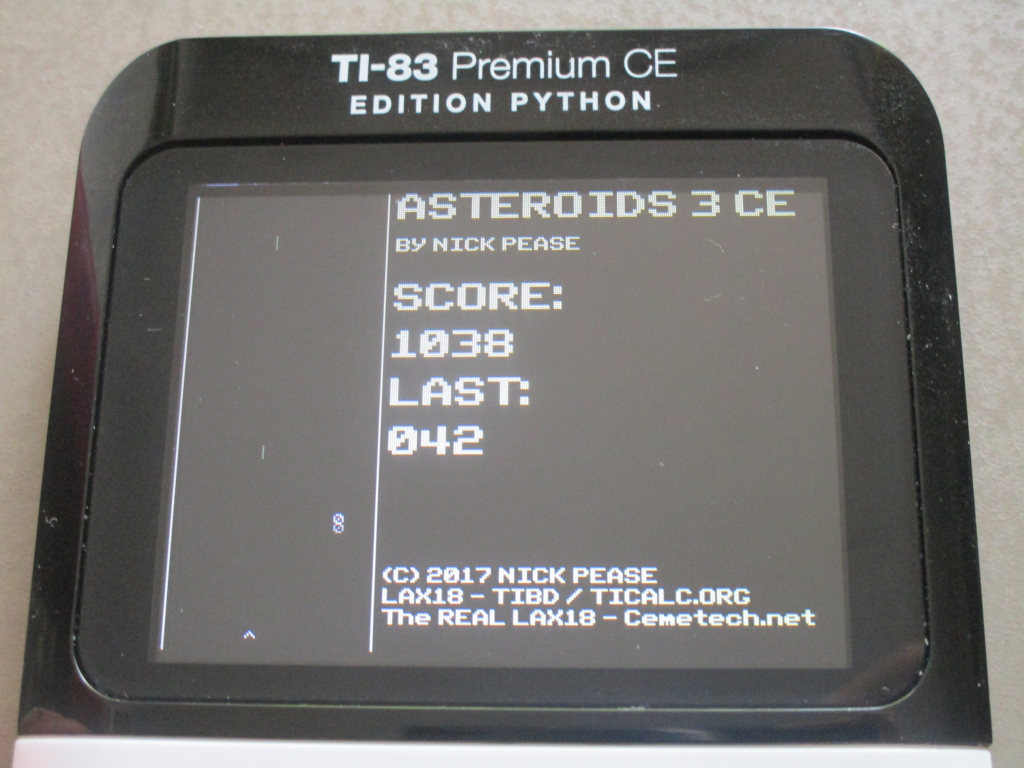 TI-83 Premium CE
EDITION PYTHON
ASTEROIDS 3 CE
BY NICK PEASE
SCORE:
1038
LAST:
042
(C) 2017 NICK PEASE
LAX18 - TIBD / TICALC.ORG
The REAL LAX18 - Cemetech.net